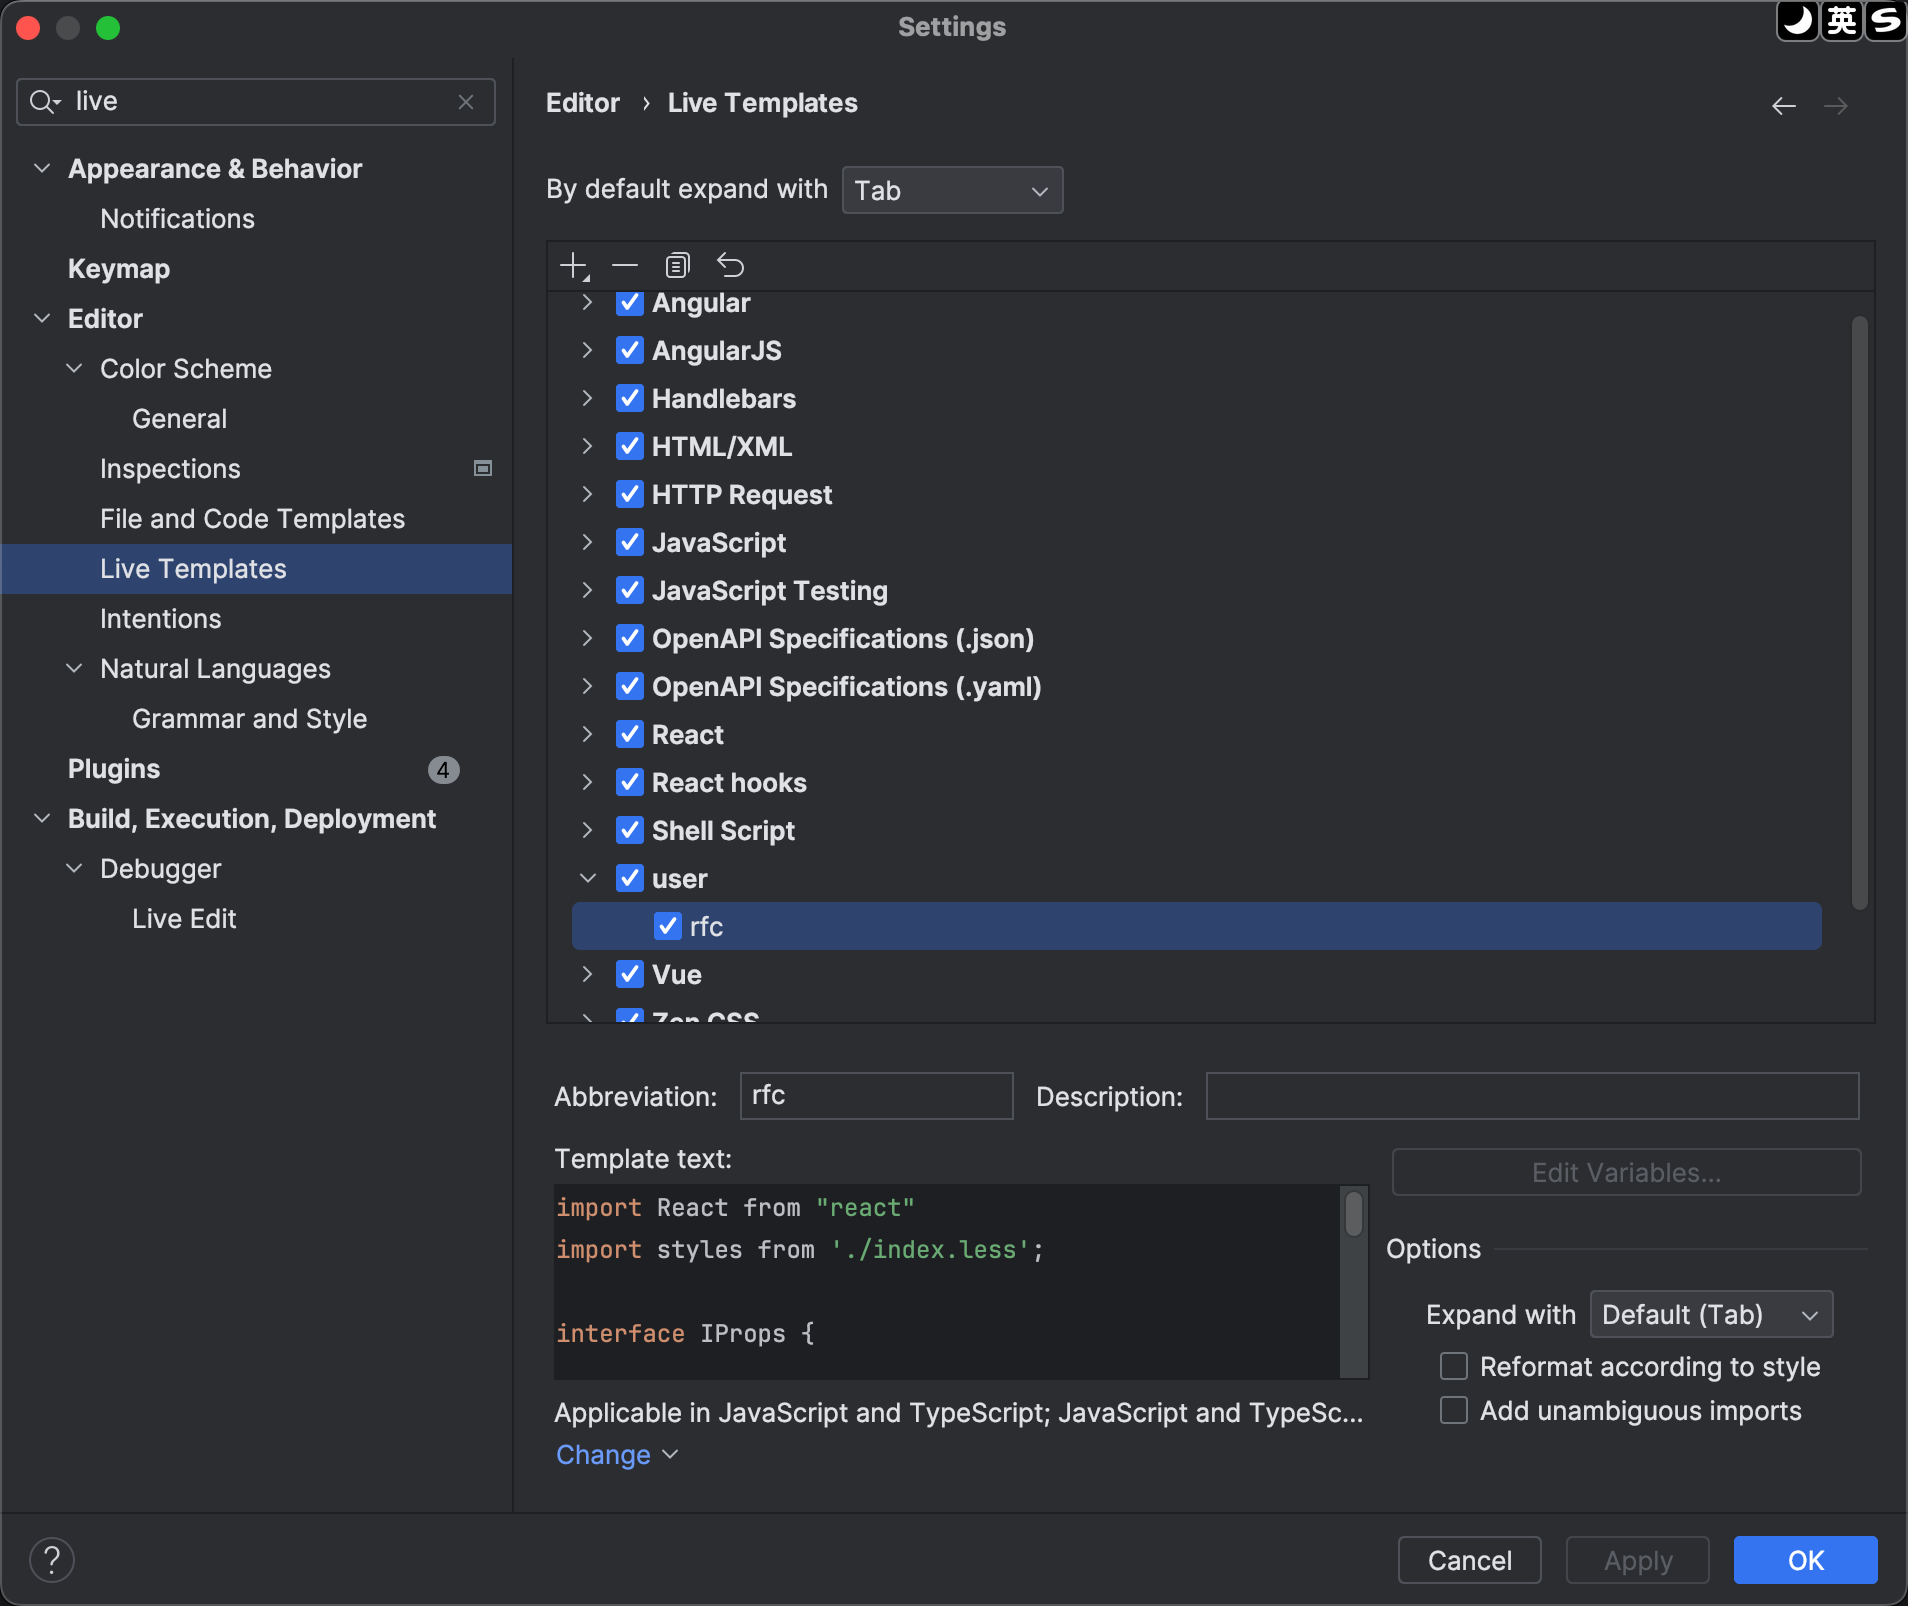 Settings
英
live
Appearance & Behavior
Notifications
Keymap
Editor
Color Scheme
General
Inspections
File and Code Templates
Live Templates
Intentions
Natural Languages
Grammar and Style
Plugins 4
Build, Execution, Deployment
Debugger
Live Edit
Editor › Live Templates
By default expand with Tab
Angular
AngularJS
Handlebars
HTML/XML
HTTP Request
JavaScript
JavaScript Testing
OpenAPI Specifications (.json)
OpenAPI Specifications (.yaml)
React
React hooks
Shell Script
user
rfc
Vue
Zen CSS
Abbreviation: rfc Description:
Template text:
Edit Variables...
import React from "react"
import styles from './index.less';
interface IProps {
Options
Expand with Default (Tab)
Reformat according to style
Add unambiguous imports
Applicable in JavaScript and TypeScript; JavaScript and TypeSc...
Change
? Cancel Apply OK